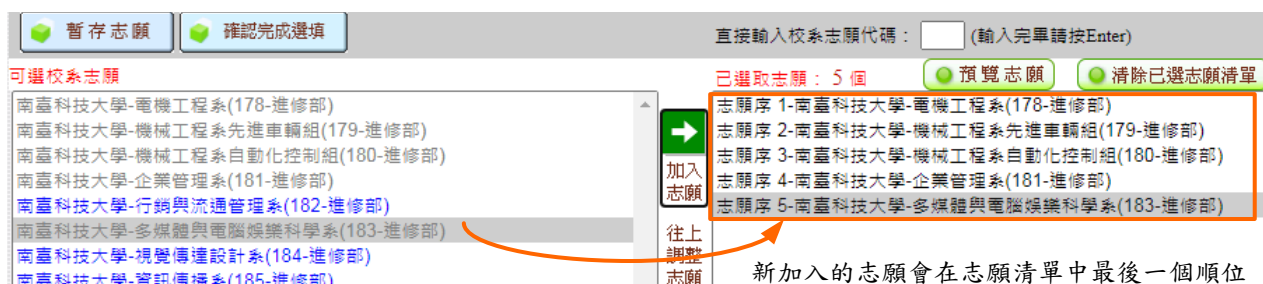 暫存志願
確認完成選填
直接輸入校系志願代碼： (輸入完畢請按Enter)
可選校系志願
已選取志願： 5 個
預覽志願
清除已選志願清單
南臺科技大學-電機工程系(178-進修部)
南臺科技大學-機械工程系先進車輛組(179-進修部)
南臺科技大學-機械工程系自動化控制組(180-進修部)
南臺科技大學-企業管理系(181-進修部)
南臺科技大學-行銷與流通管理系(182-進修部)
南臺科技大學-多媒體與電腦娛樂科學系(183-進修部)
南臺科技大學-視覺傳達設計系(184-進修部)
南臺科技大學-資訊傳播系(185-進修部)
加入
志願
往上
調整
志願
志願序 1-南臺科技大學-電機工程系(178-進修部)
志願序 2-南臺科技大學-機械工程系先進車輛組(179-進修部)
志願序 3-南臺科技大學-機械工程系自動化控制組(180-進修部)
志願序 4-南臺科技大學-企業管理系(181-進修部)
志願序 5-南臺科技大學-多媒體與電腦娛樂科學系(183-進修部)
新加入的志願會在志願清單中最後一個順位